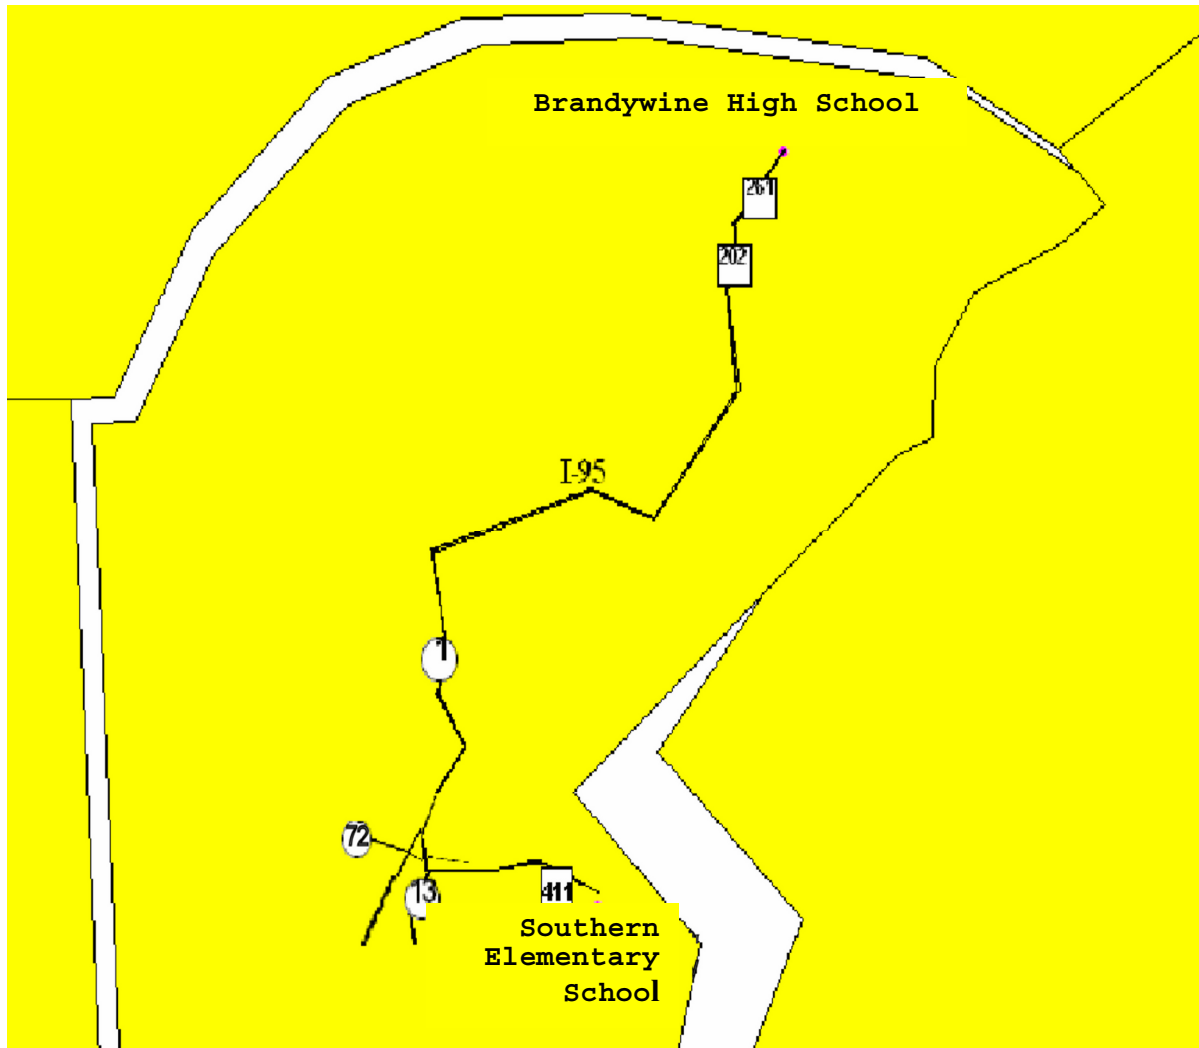 Brandywine High School
261
202
I-95
1
72
13
411
Southern
Elementary
School